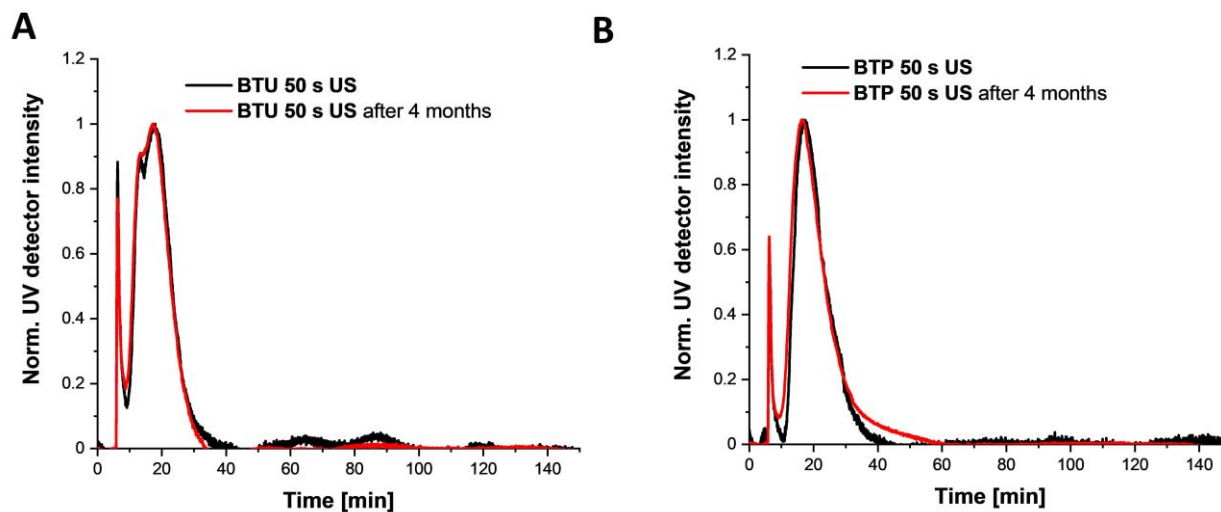 A
BTU 50 s US
BTU 50 s US after 4 months
Norm. UV detector intensity
1.2
1
0.8
0.6
0.4
0.2
0
0 20 40 60 80 100 120 140
Time [min]
B
BTP 50 s US
BTP 50 s US after 4 months
Norm. UV detector intensity
1.2
1
0.8
0.6
0.4
0.2
0
0 20 40 60 80 100 120 140
Time [min]